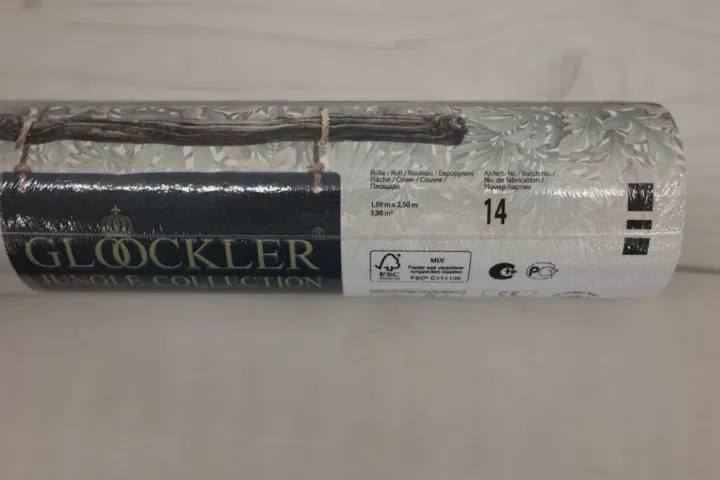 GLOOCKLER
JUNGLE COLLECTION
Rolle / Roll / Rouleau / Еврорулон
Fläche / Cover / Couvre /
Площадь
1,59 m x 2,50 m
3,98 m²
Anfert.-Nr. / Batch no. /
No. de fabrication /
Номер партии
14
FSC
MIX
Papier aus verantwor-
tungsvollen Quellen
FSC®